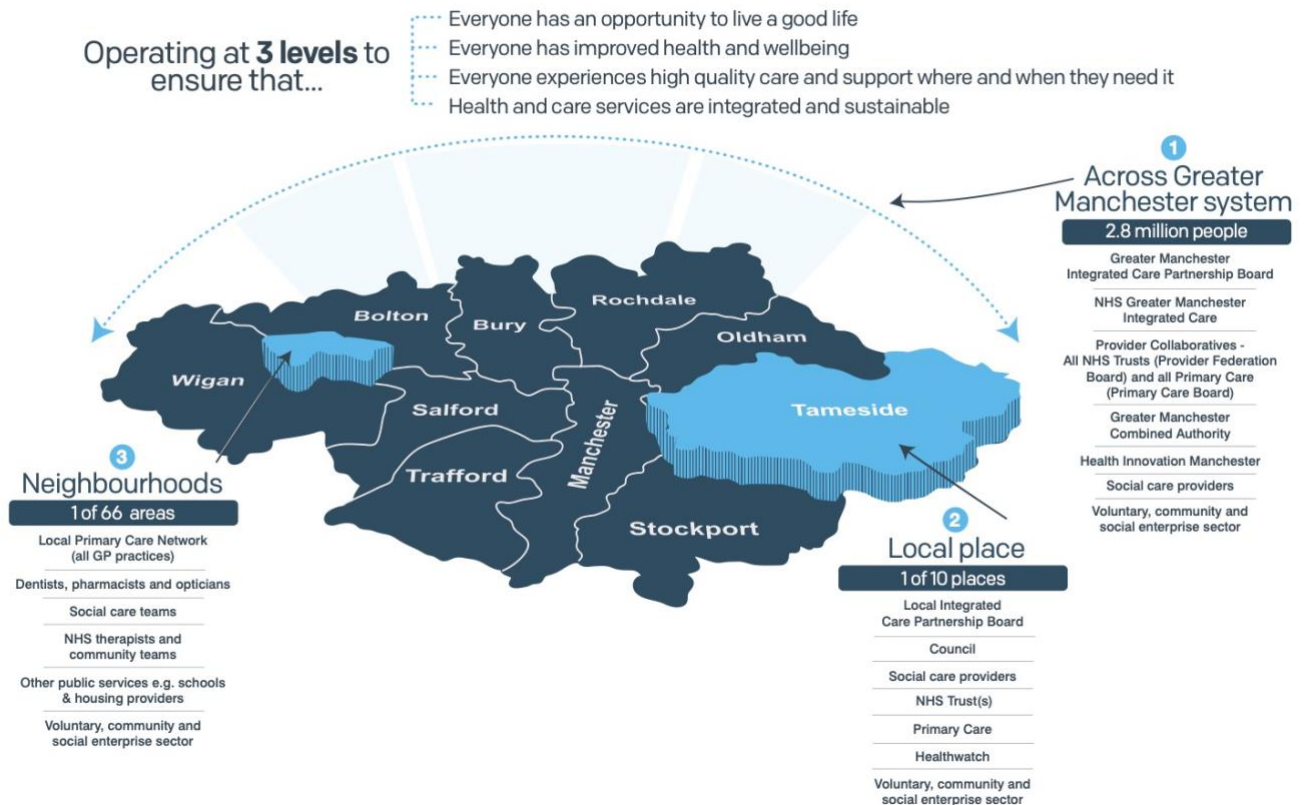 Operating at 3 levels to
ensure that...
Everyone has an opportunity to live a good life
Everyone has improved health and wellbeing
Everyone experiences high quality care and support where and when they need it
Health and care services are integrated and sustainable
1
Across Greater
Manchester system
2.8 million people
Greater Manchester
Integrated Care Partnership Board
NHS Greater Manchester
Integrated Care
Provider Collaboratives -
All NHS Trusts (Provider Federation
Board) and all Primary Care
(Primary Care Board)
Greater Manchester
Combined Authority
Health Innovation Manchester
Social care providers
Voluntary, community and
social enterprise sector
Wigan
Bolton
Bury
Rochdale
Oldham
Salford
Trafford
Manchester
Tameside
Stockport
3
Neighbourhoods
1 of 66 areas
Local Primary Care Network
(all GP practices)
Dentists, pharmacists and opticians
Social care teams
NHS therapists and
community teams
Other public services e.g. schools
& housing providers
Voluntary, community and
social enterprise sector
2
Local place
1 of 10 places
Local Integrated
Care Partnership Board
Council
Social care providers
NHS Trust(s)
Primary Care
Healthwatch
Voluntary, community and
social enterprise sector